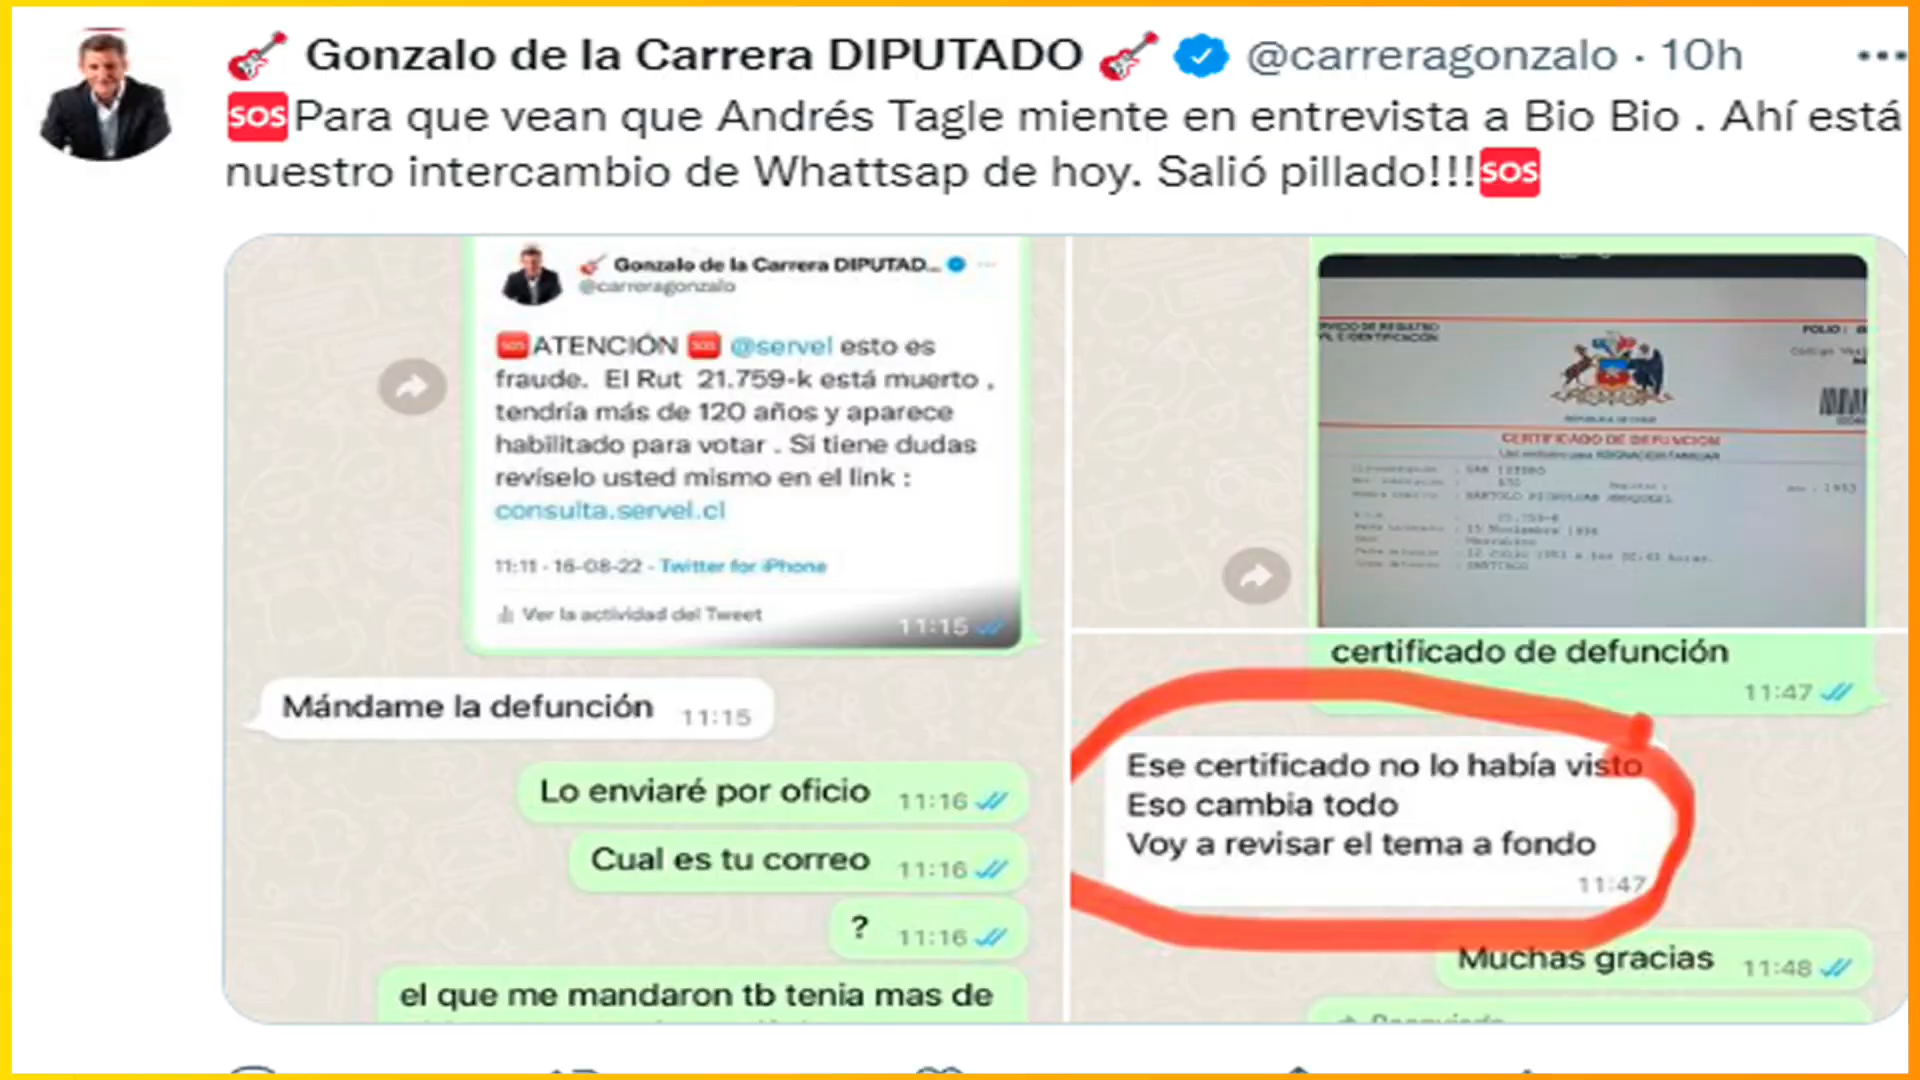 Gonzalo de la Carrera DIPUTADO @carreragonzalo · 10h
SOS Para que vean que Andrés Tagle miente en entrevista a Bio Bio . Ahí está
nuestro intercambio de Whattsap de hoy. Salió pillado!!! SOS
Gonzalo de la Carrera DIPUTAD...
@carreragonzalo
SOS ATENCIÓN SOS @servel esto es
fraude. El Rut 21.759-k está muerto ,
tendría más de 120 años y aparece
habilitado para votar . Si tiene dudas
revíselo usted mismo en el link :
consulta.servel.cl
11:11 · 16-08-22 · Twitter for iPhone
Ver la actividad del Tweet
11:15
Mándame la defunción 11:15
Lo enviaré por oficio 11:16
Cual es tu correo 11:16
? 11:16
el que me mandaron tb tenia mas de
FOLIO :
REPUBLICA DE CHILE
CERTIFICADO DE DEFUNCION
certificado de defunción
11:47
Ese certificado no lo había visto
Eso cambia todo
Voy a revisar el tema a fondo
11:47
Muchas gracias 11:48